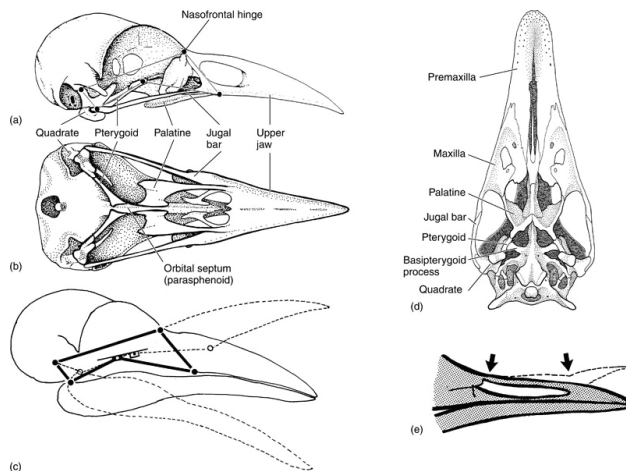 Nasofrontal hinge
(a)
Quadrate Pterygoid Palatine Jugal bar Upper jaw
(b)
Orbital septum
(parasphenoid)
(c)
Premaxilla
Maxilla
Palatine
Jugal bar
Pterygoid
Basipterygoid
process
Quadrate
(d)
(e)